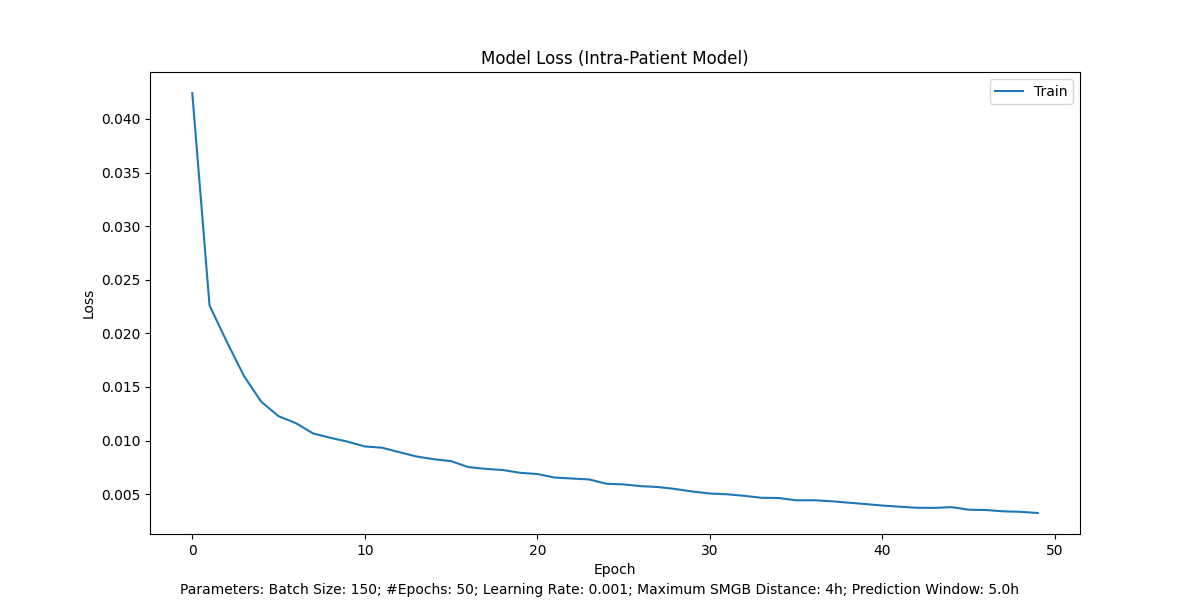 Model Loss (Intra-Patient Model)
Train
0.040
0.035
0.030
0.025
0.020
0.015
0.010
0.005
Loss
0 10 20 30 40 50
Epoch
Parameters: Batch Size: 150; #Epochs: 50; Learning Rate: 0.001; Maximum SMGB Distance: 4h; Prediction Window: 5.0h